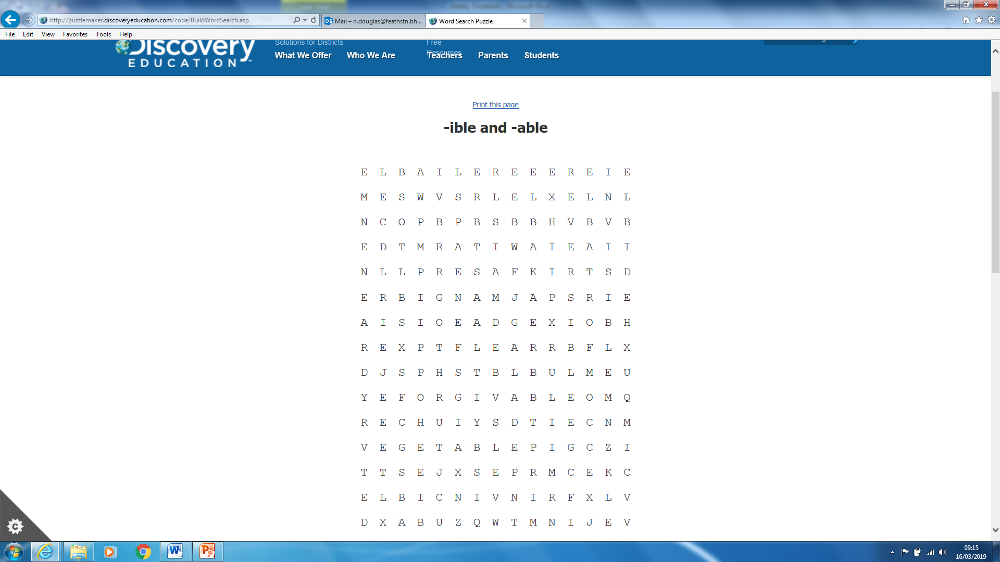 http://puzzlemaker.discoveryeducation.com/code/BuildWordSearch.asp
Mail – n.douglas@feathstn.bh...
Word Search Puzzle
File Edit View Favorites Tools Help
Discovery
EDUCATION
Solutions for Districts
Free
Resources
What We Offer Who We Are Teachers Parents Students
Print this page
-ible and -able
E L B A I L E R E E E R E I E
M E S W V S R L E L X E L N L
N C O P B P B S B B H V B V B
E D T M R A T I W A I E A I I
N L L P R E S A F K I R T S D
E R B I G N A M J A P S R I E
A I S I O E A D G E X I O B H
R E X P T F L E A R R B F L X
D J S P H S T B L B U L M E U
Y E F O R G I V A B L E O M Q
R E C H U I Y S D T I E C N M
V E G E T A B L E P I G C Z I
T T S E J X S E P R M C E K C
E L B I C N I V N I R F X L V
D X A B U Z Q W T M N I J E V
09:15
16/03/2019